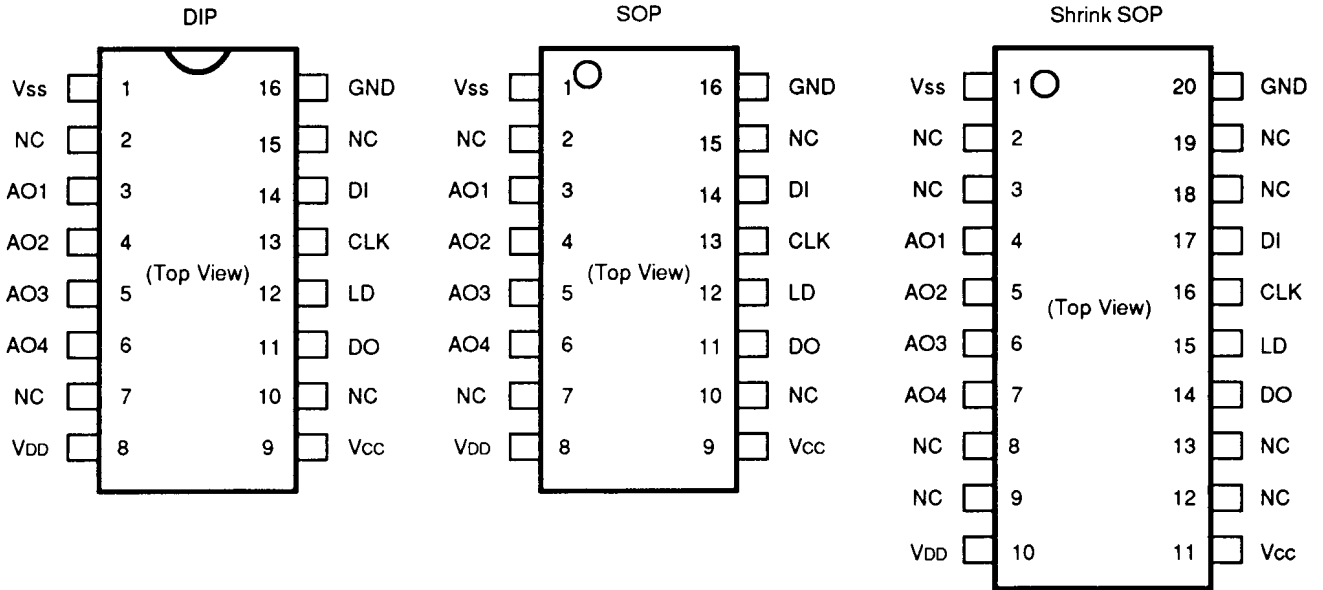 DIP
Vss 1 16 GND
NC 2 15 NC
AO1 3 14 DI
AO2 4 13 CLK
(Top View)
AO3 5 12 LD
AO4 6 11 DO
NC 7 10 NC
VDD 8 9 Vcc
SOP
Vss 1 16 GND
NC 2 15 NC
AO1 3 14 DI
AO2 4 13 CLK
(Top View)
AO3 5 12 LD
AO4 6 11 DO
NC 7 10 NC
VDD 8 9 Vcc
Shrink SOP
Vss 1 20 GND
NC 2 19 NC
NC 3 18 NC
AO1 4 17 DI
AO2 5 16 CLK
(Top View)
AO3 6 15 LD
AO4 7 14 DO
NC 8 13 NC
NC 9 12 NC
VDD 10 11 Vcc